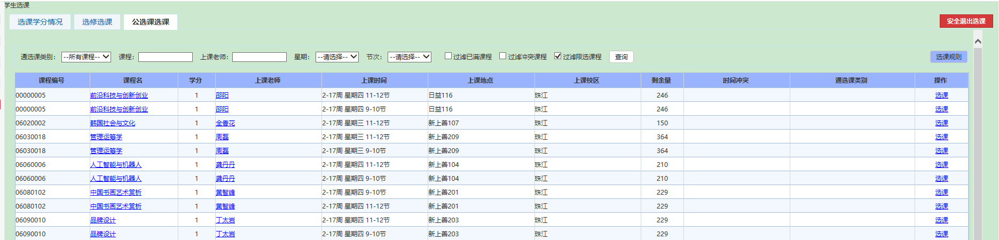 学生选课
选课学分情况 选修选课 公选课选课 安全退出选课
通选课类别: --所有课程-- 课程: 上课老师: 星期: --请选择-- 节次: --请选择-- 过滤已满课程 过滤冲突课程 过滤限选课程 查询 选课规则
课程编号 课程名 学分 上课老师 上课时间 上课地点 上课校区 剩余量 时间冲突 通选课类别 操作
00000005 前沿科技与创新创业 1 邵阳 2-17周 星期四 11-12节 日益116 珠江 246 选课
00000005 前沿科技与创新创业 1 邵阳 2-17周 星期四 9-10节 日益116 珠江 246 选课
06020002 韩国社会与文化 1 全香花 2-17周 星期三 11-12节 新上善107 珠江 150 选课
06030018 管理运筹学 1 周磊 2-17周 星期三 11-12节 新上善209 珠江 364 选课
06030018 管理运筹学 1 周磊 2-17周 星期三 9-10节 新上善209 珠江 364 选课
06060006 人工智能与机器人 1 龚丹丹 2-17周 星期四 11-12节 新上善104 珠江 210 选课
06060006 人工智能与机器人 1 龚丹丹 2-17周 星期四 9-10节 新上善104 珠江 210 选课
06080102 中国书画艺术赏析 1 黄智峰 2-17周 星期四 9-10节 新上善201 珠江 229 选课
06080102 中国书画艺术赏析 1 黄智峰 2-17周 星期四 11-12节 新上善201 珠江 229 选课
06090010 品牌设计 1 丁太岩 2-17周 星期四 11-12节 新上善203 珠江 229 选课
06090010 品牌设计 1 丁太岩 2-17周 星期四 9-10节 新上善203 珠江 229 选课